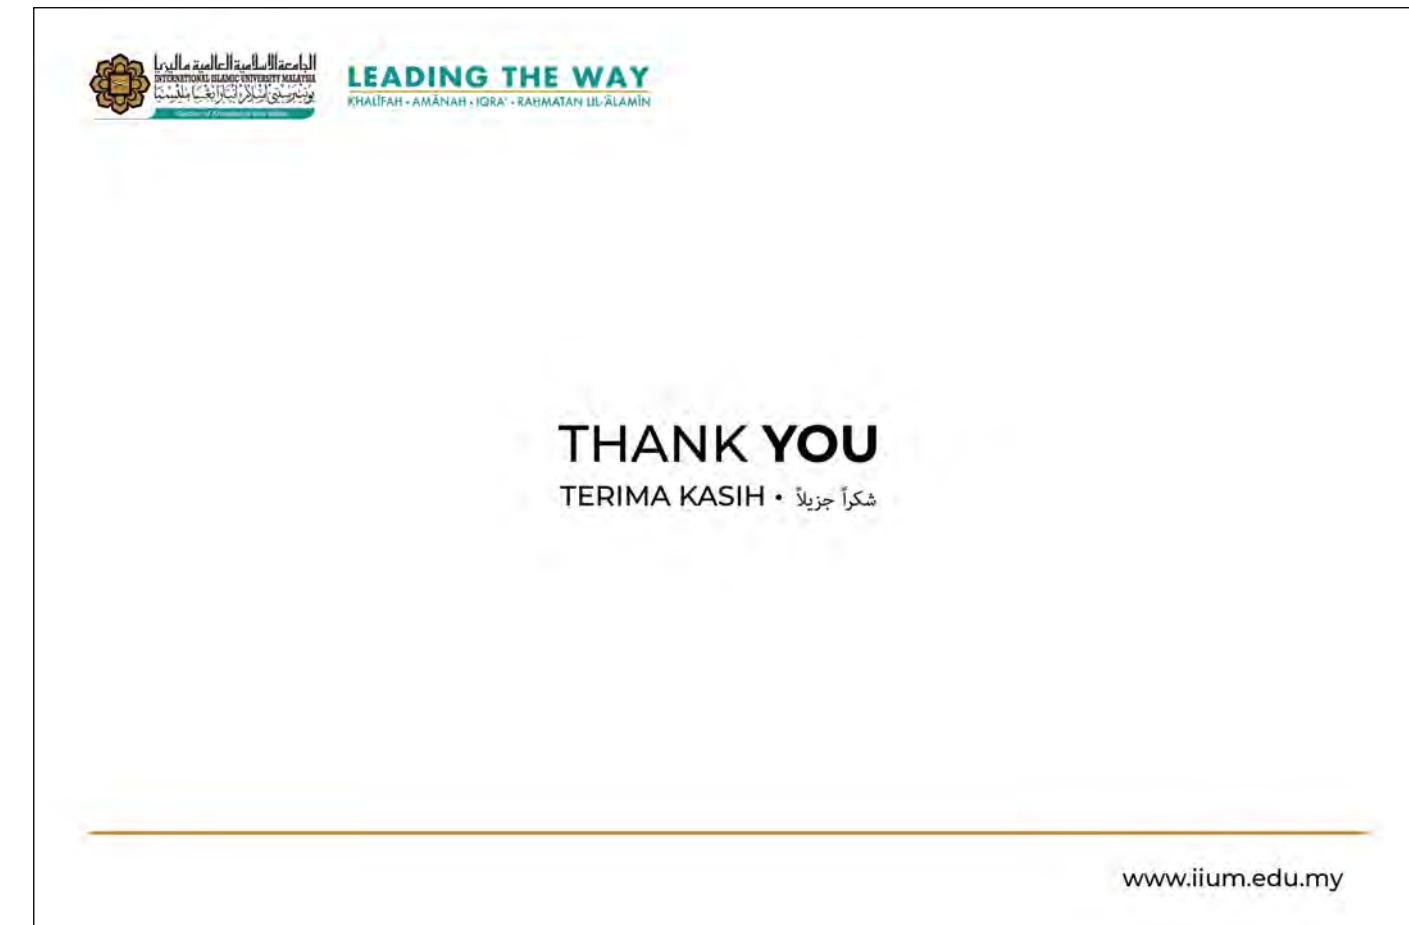 الجامعة الإسلامية العالمية ماليزيا
INTERNATIONAL ISLAMIC UNIVERSITY MALAYSIA
LEADING THE WAY
KHALĪFAH • AMĀNAH • IQRA' • RAHMATAN LIL-ĀLAMĪN
THANK YOU
TERIMA KASIH • شكراً جزيلاً
www.iium.edu.my